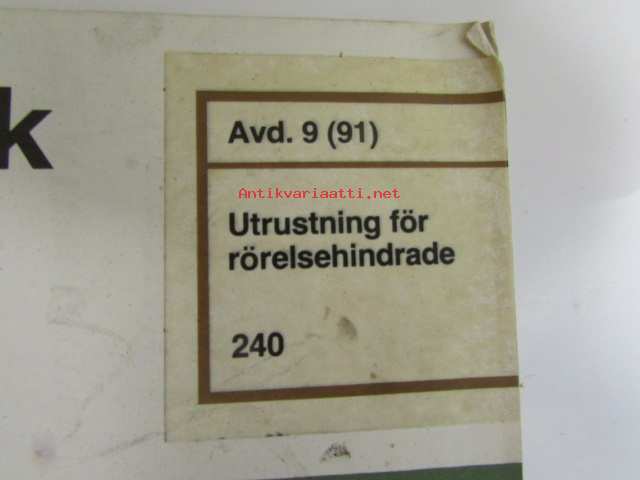 k
Avd. 9 (91)
Antikvariaatti.net
Utrustning för
rörelsehindrade
240